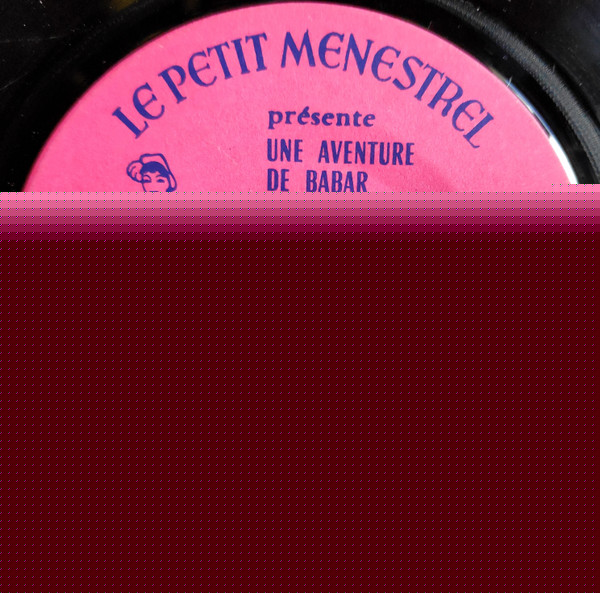 LE PETIT MENESTREL
présente
UNE AVENTURE
DE BABAR